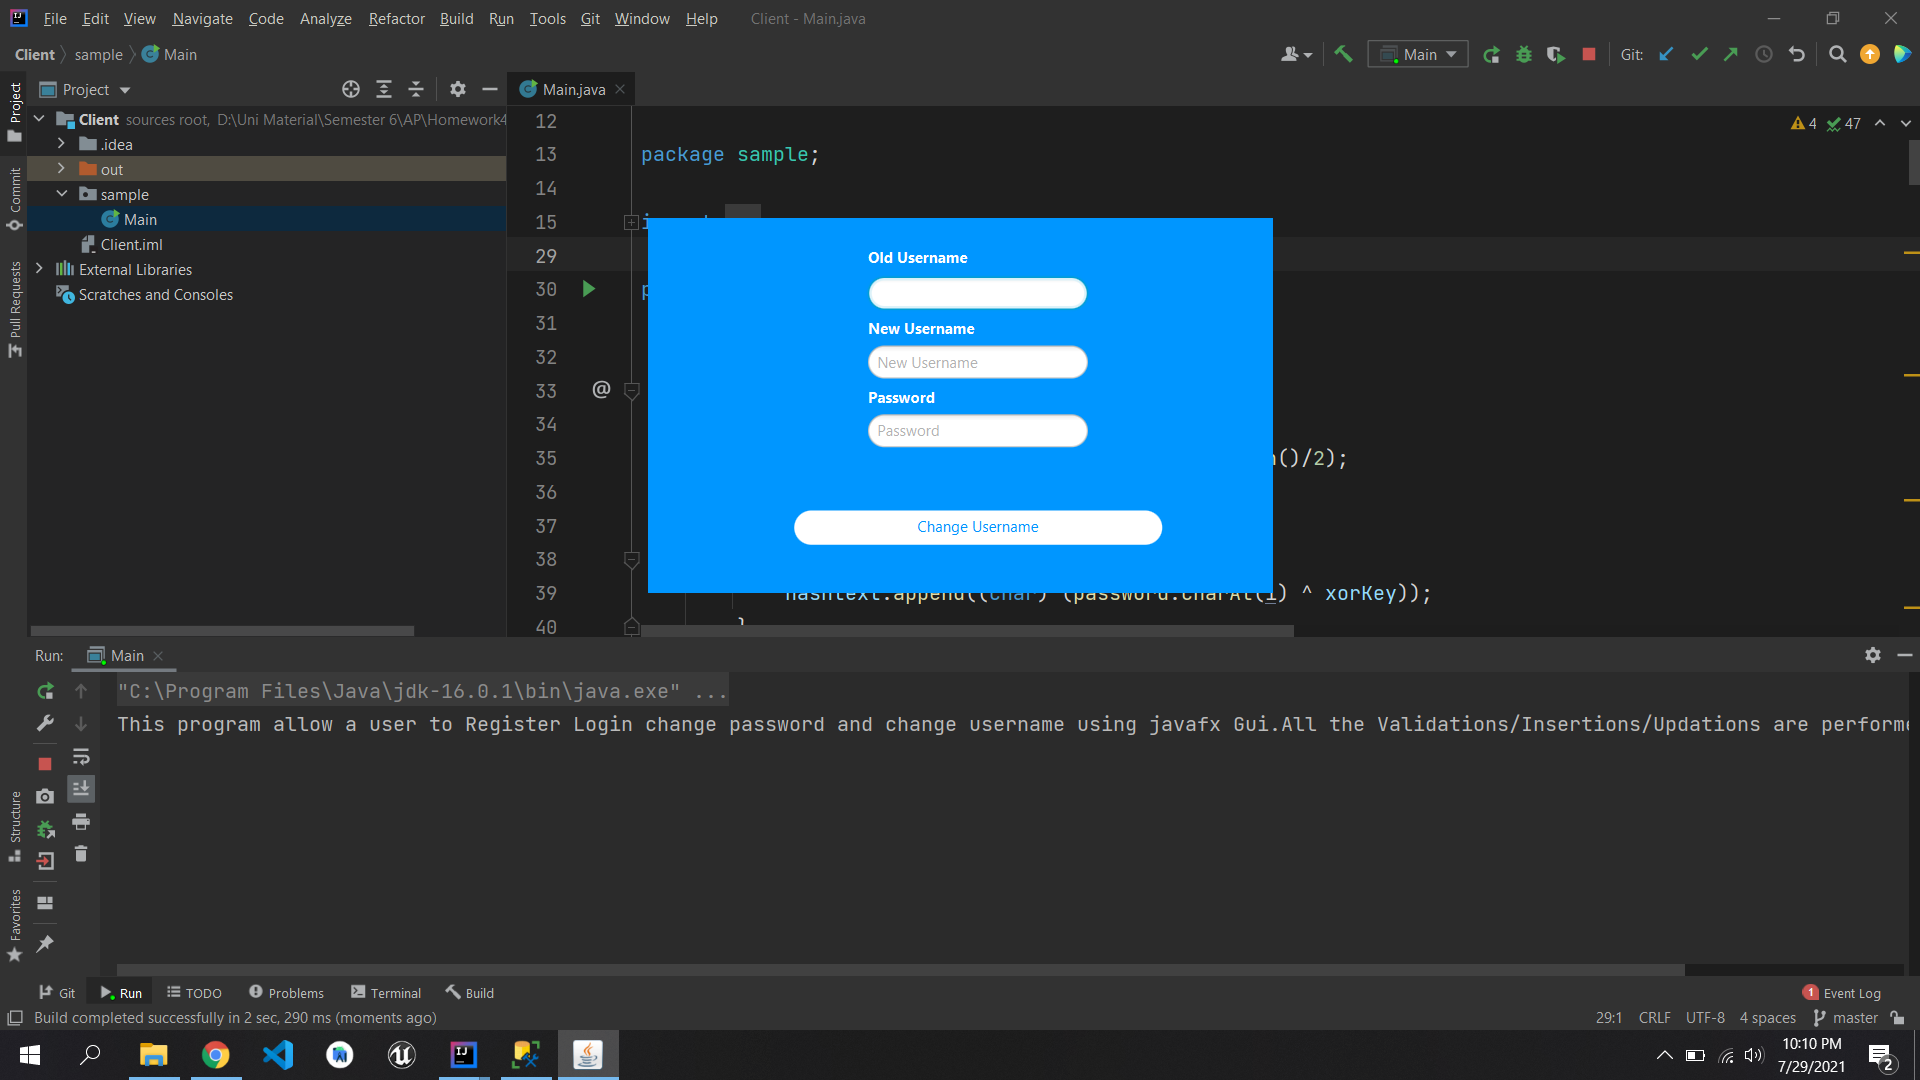 File Edit View Navigate Code Analyze Refactor Build Run Tools Git Window Help Client - Main.java
Client sample Main
Main Git:
Project
Main.java
Project
Commit
Pull Requests
Client sources root, D:\Uni Material\Semester 6\AP\Homework4
.idea
out
sample
Main
Client.iml
External Libraries
Scratches and Consoles
4 47
12
13 package sample;
14
15
29
30
31
32
33 @
34
35 ()/2);
36
37
38
39 hashtext.append((char) (password.charAt(i) ^ xorKey));
40 }
Old Username
New Username
New Username
Password
Password
Change Username
Run: Main
"C:\Program Files\Java\jdk-16.0.1\bin\java.exe" ...
This program allow a user to Register Login change password and change username using javafx Gui.All the Validations/Insertions/Updations are performe
Structure
Favorites
Git Run TODO Problems Terminal Build
1 Event Log
Build completed successfully in 2 sec, 290 ms (moments ago)
29:1 CRLF UTF-8 4 spaces master
10:10 PM
7/29/2021
2